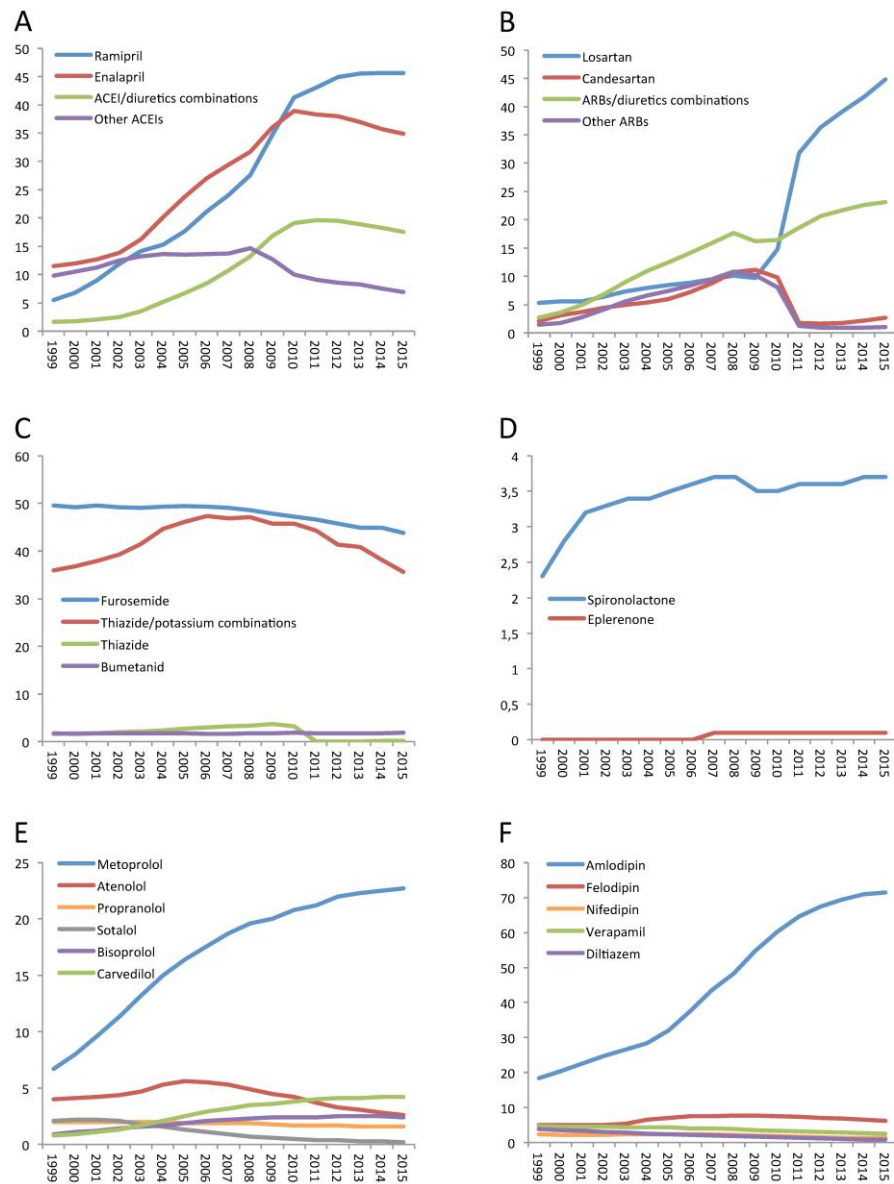 A
50
45
40
35
30
25
20
15
10
5
0
Ramipril
Enalapril
ACEI/diuretics combinations
Other ACEIs
1999 2000 2001 2002 2003 2004 2005 2006 2007 2008 2009 2010 2011 2012 2013 2014 2015
B
50
45
40
35
30
25
20
15
10
5
0
Losartan
Candesartan
ARBs/diuretics combinations
Other ARBs
1999 2000 2001 2002 2003 2004 2005 2006 2007 2008 2009 2010 2011 2012 2013 2014 2015
C
60
50
40
30
20
10
0
Furosemide
Thiazide/potassium combinations
Thiazide
Bumetanid
1999 2000 2001 2002 2003 2004 2005 2006 2007 2008 2009 2010 2011 2012 2013 2014 2015
D
4
3,5
3
2,5
2
1,5
1
0,5
0
Spironolactone
Eplerenone
1999 2000 2001 2002 2003 2004 2005 2006 2007 2008 2009 2010 2011 2012 2013 2014 2015
E
25
20
15
10
5
0
Metoprolol
Atenolol
Propranolol
Sotalol
Bisoprolol
Carvedilol
1999 2000 2001 2002 2003 2004 2005 2006 2007 2008 2009 2010 2011 2012 2013 2014 2015
F
80
70
60
50
40
30
20
10
0
Amlodipin
Felodipin
Nifedipin
Verapamil
Diltiazem
1999 2000 2001 2002 2003 2004 2005 2006 2007 2008 2009 2010 2011 2012 2013 2014 2015